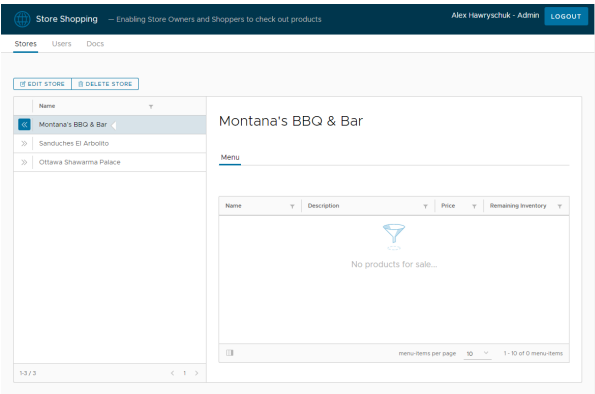 Store Shopping — Enabling Store Owners and Shoppers to check out products Alex Hawryschuk - Admin LOGOUT
Stores Users Docs
EDIT STORE DELETE STORE
Name
Montana's BBQ & Bar
Sanduches El Arbolito
Ottawa Shawarma Palace
1-3 / 3 1
Montana's BBQ & Bar
Menu
Name Description Price Remaining Inventory
No products for sale...
menu-items per page 10 1 - 10 of 0 menu-items